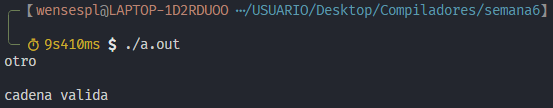 [wensespl@LAPTOP-1D2RDUOO ⋯/USUARIO/Desktop/Compiladores/semana6]
9s410ms $ ./a.out
otro
cadena valida